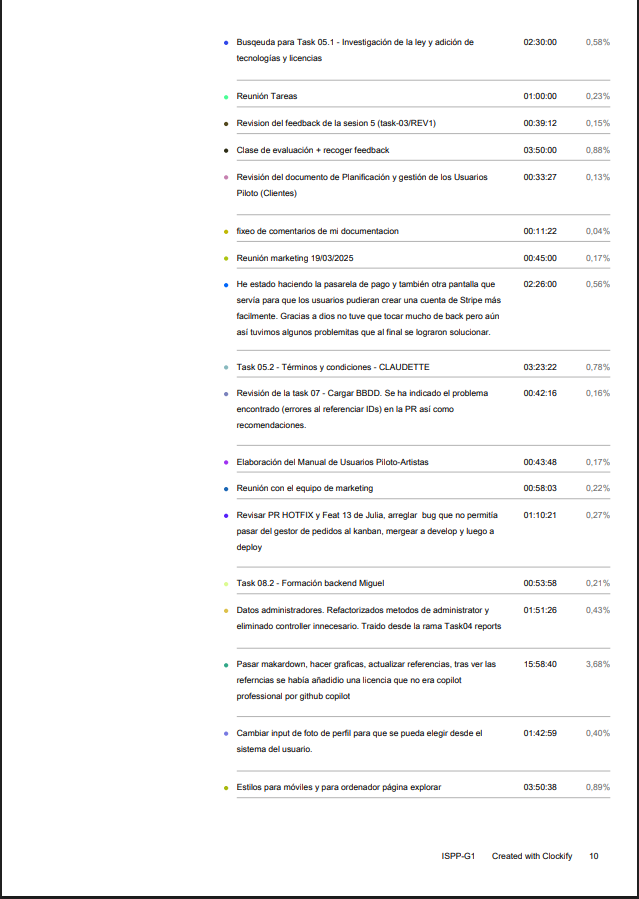 Busqeuda para Task 05.1 - Investigación de la ley y adición de 02:30:00 0,58%
tecnologías y licencias
Reunión Tareas 01:00:00 0,23%
Revision del feedback de la sesion 5 (task-03/REV1) 00:39:12 0,15%
Clase de evaluación + recoger feedback 03:50:00 0,88%
Revisión del documento de Planificación y gestión de los Usuarios 00:33:27 0,13%
Piloto (Clientes)
fixeo de comentarios de mi documentacion 00:11:22 0,04%
Reunión marketing 19/03/2025 00:45:00 0,17%
He estado haciendo la pasarela de pago y también otra pantalla que 02:26:00 0,56%
servía para que los usuarios pudieran crear una cuenta de Stripe más
facilmente. Gracias a dios no tuve que tocar mucho de back pero aún
así tuvimos algunos problemitas que al final se lograron solucionar.
Task 05.2 - Términos y condiciones - CLAUDETTE 03:23:22 0,78%
Revisión de la task 07 - Cargar BBDD. Se ha indicado el problema 00:42:16 0,16%
encontrado (errores al referenciar IDs) en la PR así como
recomendaciones.
Elaboración del Manual de Usuarios Piloto-Artistas 00:43:48 0,17%
Reunión con el equipo de marketing 00:58:03 0,22%
Revisar PR HOTFIX y Feat 13 de Julia, arreglar bug que no permitía 01:10:21 0,27%
pasar del gestor de pedidos al kanban, mergear a develop y luego a
deploy
Task 08.2 - Formación backend Miguel 00:53:58 0,21%
Datos administradores. Refactorizados metodos de administrator y 01:51:26 0,43%
eliminado controller innecesario. Traido desde la rama Task04 reports
Pasar makardown, hacer graficas, actualizar referencias, tras ver las 15:58:40 3,68%
referncias se había añadidio una licencia que no era copilot
professional por github copilot
Cambiar input de foto de perfil para que se pueda elegir desde el 01:42:59 0,40%
sistema del usuario.
Estilos para móviles y para ordenador página explorar 03:50:38 0,89%
ISPP-G1 Created with Clockify 10